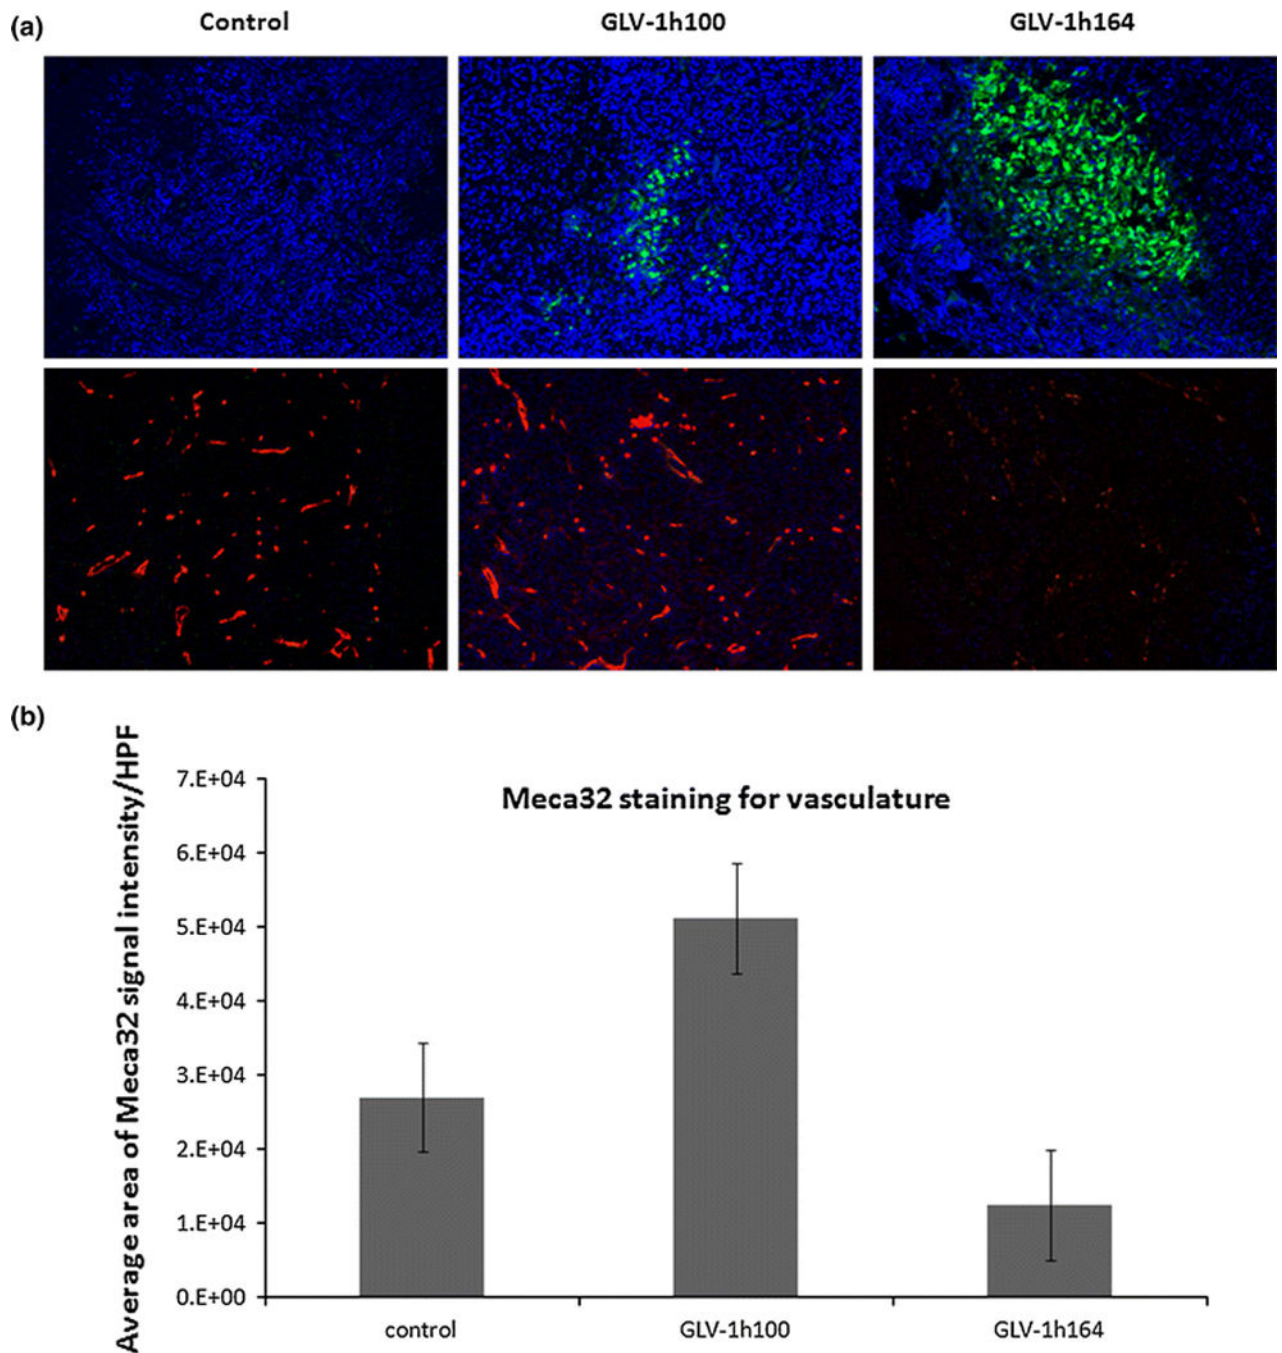 (a)
Control
GLV-1h100
GLV-1h164
(b)
Average area of Meca32 signal intensity/HPF
Meca32 staining for vasculature
7.E+04
6.E+04
5.E+04
4.E+04
3.E+04
2.E+04
1.E+04
0.E+00
control
GLV-1h100
GLV-1h164